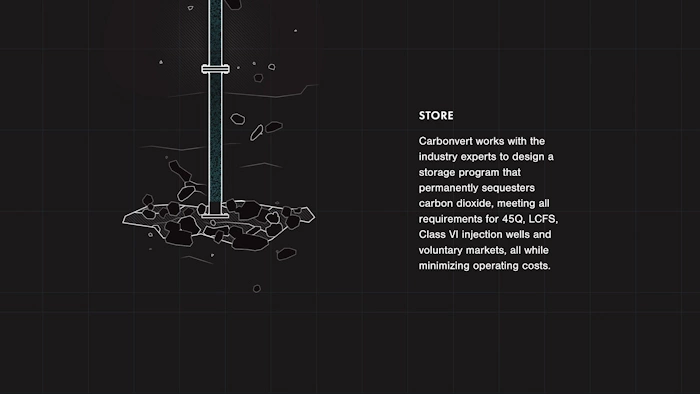 STORE
Carbonvert works with the
industry experts to design a
storage program that
permanently sequesters
carbon dioxide, meeting all
requirements for 45Q, LCFS,
Class VI injection wells and
voluntary markets, all while
minimizing operating costs.